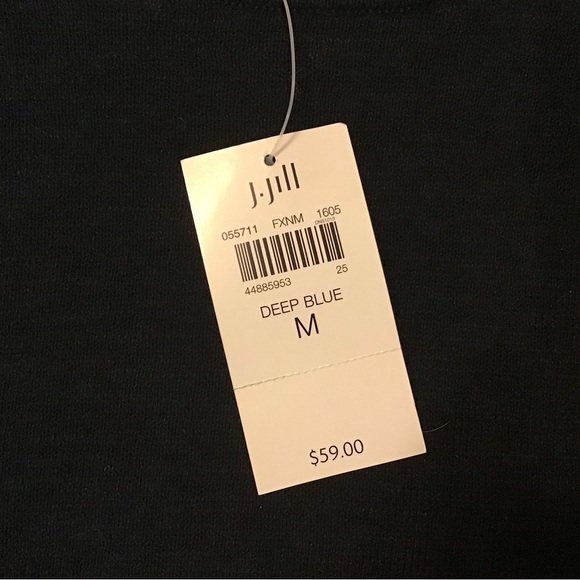 J.Jill
055711 FXNM 1605
44885953 25
DEEP BLUE
M
$59.00